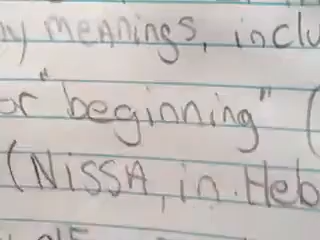 meanings, inclu
or "beginning" (
(NissA, in Heb